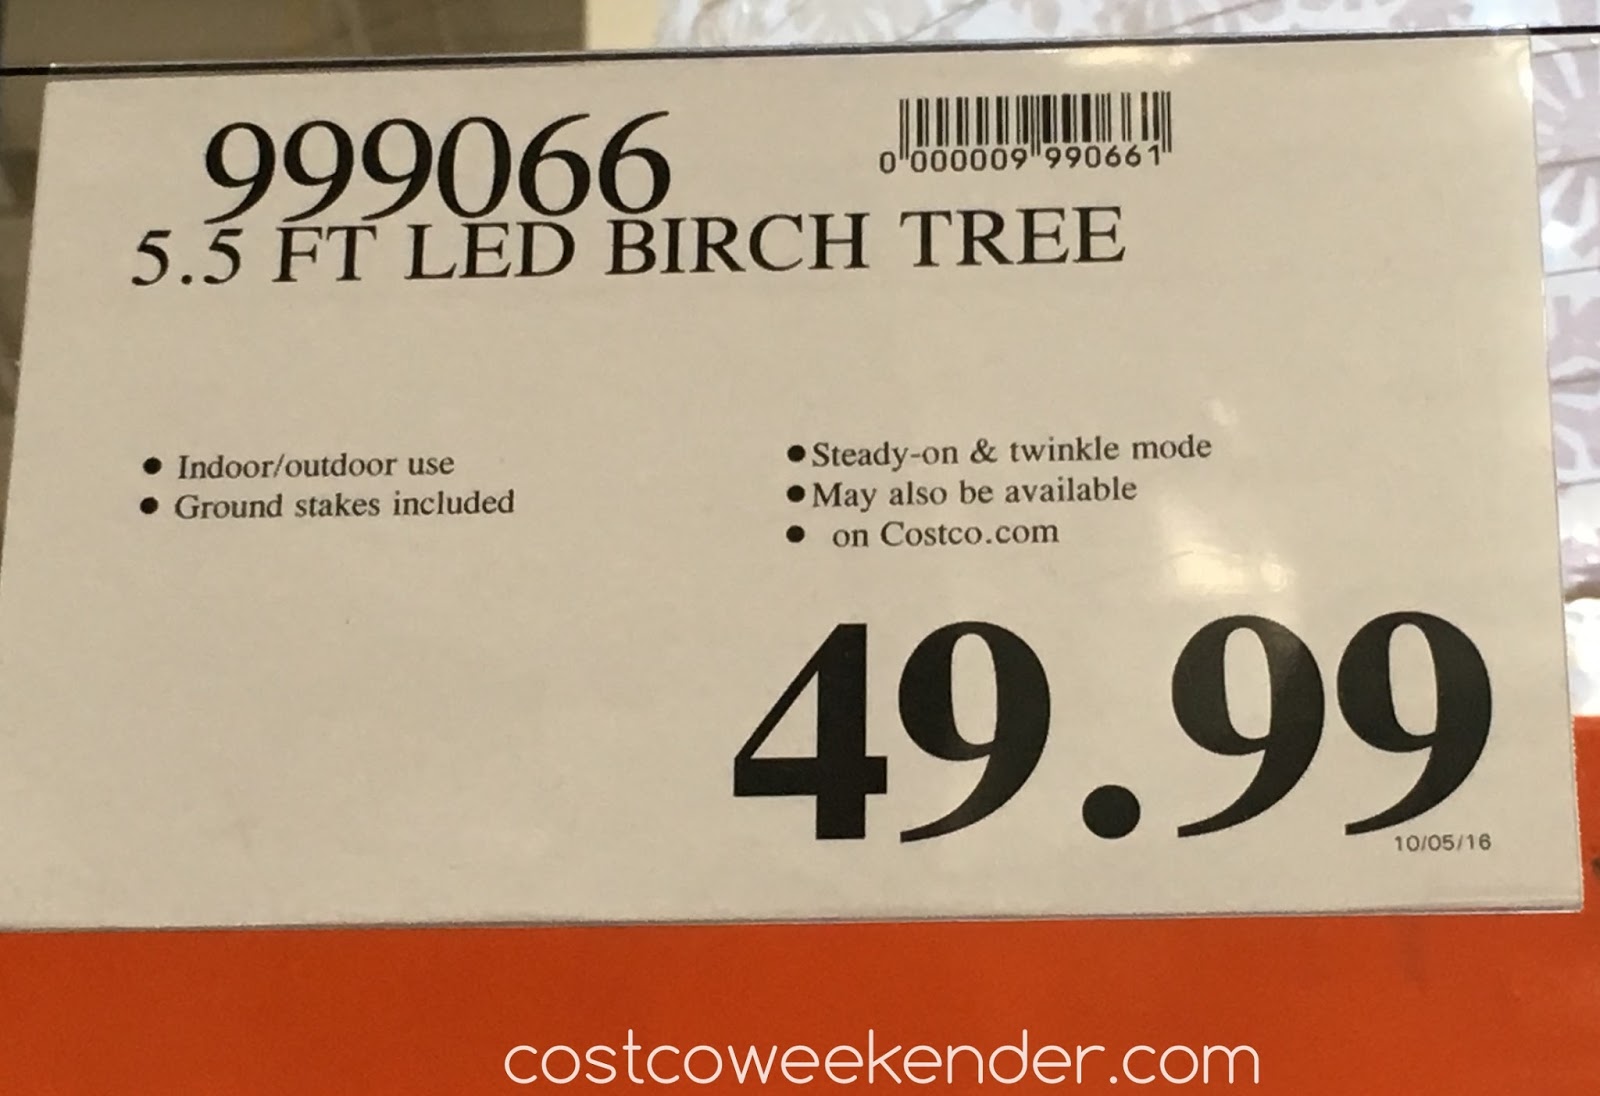 999066
0 000009 990661
5.5 FT LED BIRCH TREE
● Indoor/outdoor use
● Ground stakes included
● Steady-on & twinkle mode
● May also be available
● on Costco.com
49.99
10/05/16
costcoweekender.com